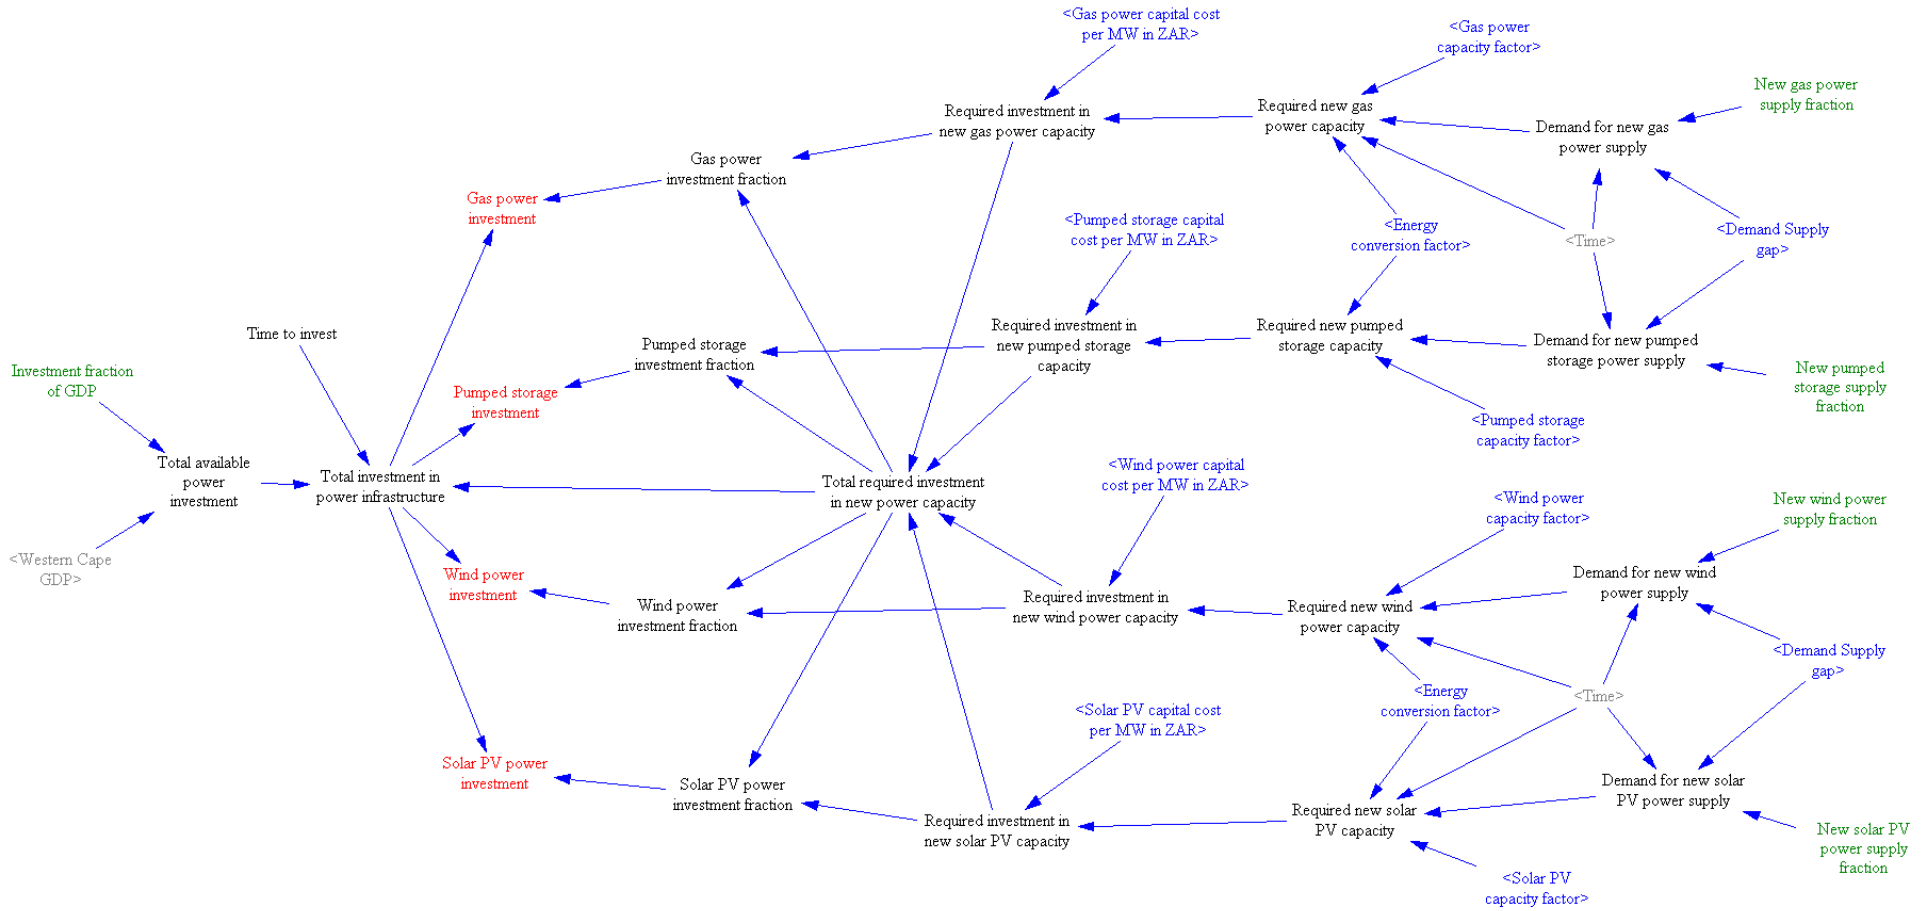 <Gas power capital cost
per MW in ZAR>
<Gas power
capacity factor>
New gas power
supply fraction
Required investment in
new gas power capacity
Required new gas
power capacity
Demand for new gas
power supply
Gas power
investment fraction
Gas power
investment
<Pumped storage capital
cost per MW in ZAR>
<Energy
conversion factor>
<Time>
<Demand Supply
gap>
Time to invest
Required investment in
new pumped storage
capacity
Required new pumped
storage capacity
Demand for new pumped
storage power supply
Pumped storage
investment fraction
Investment fraction
of GDP
Pumped storage
investment
New pumped
storage supply
fraction
<Pumped storage
capacity factor>
Total available
power
investment
Total investment in
power infrastructure
Total required investment
in new power capacity
<Wind power capital
cost per MW in ZAR>
<Wind power
capacity factor>
New wind power
supply fraction
<Western Cape
GDP>
Wind power
investment
Wind power
investment fraction
Required investment in
new wind power capacity
Required new wind
power capacity
Demand for new wind
power supply
<Demand Supply
gap>
<Energy
conversion factor>
<Time>
<Solar PV capital cost
per MW in ZAR>
Solar PV power
investment
Solar PV power
investment fraction
Required investment in
new solar PV capacity
Required new solar
PV capacity
Demand for new solar
PV power supply
New solar PV
power supply
fraction
<Solar PV
capacity factor>